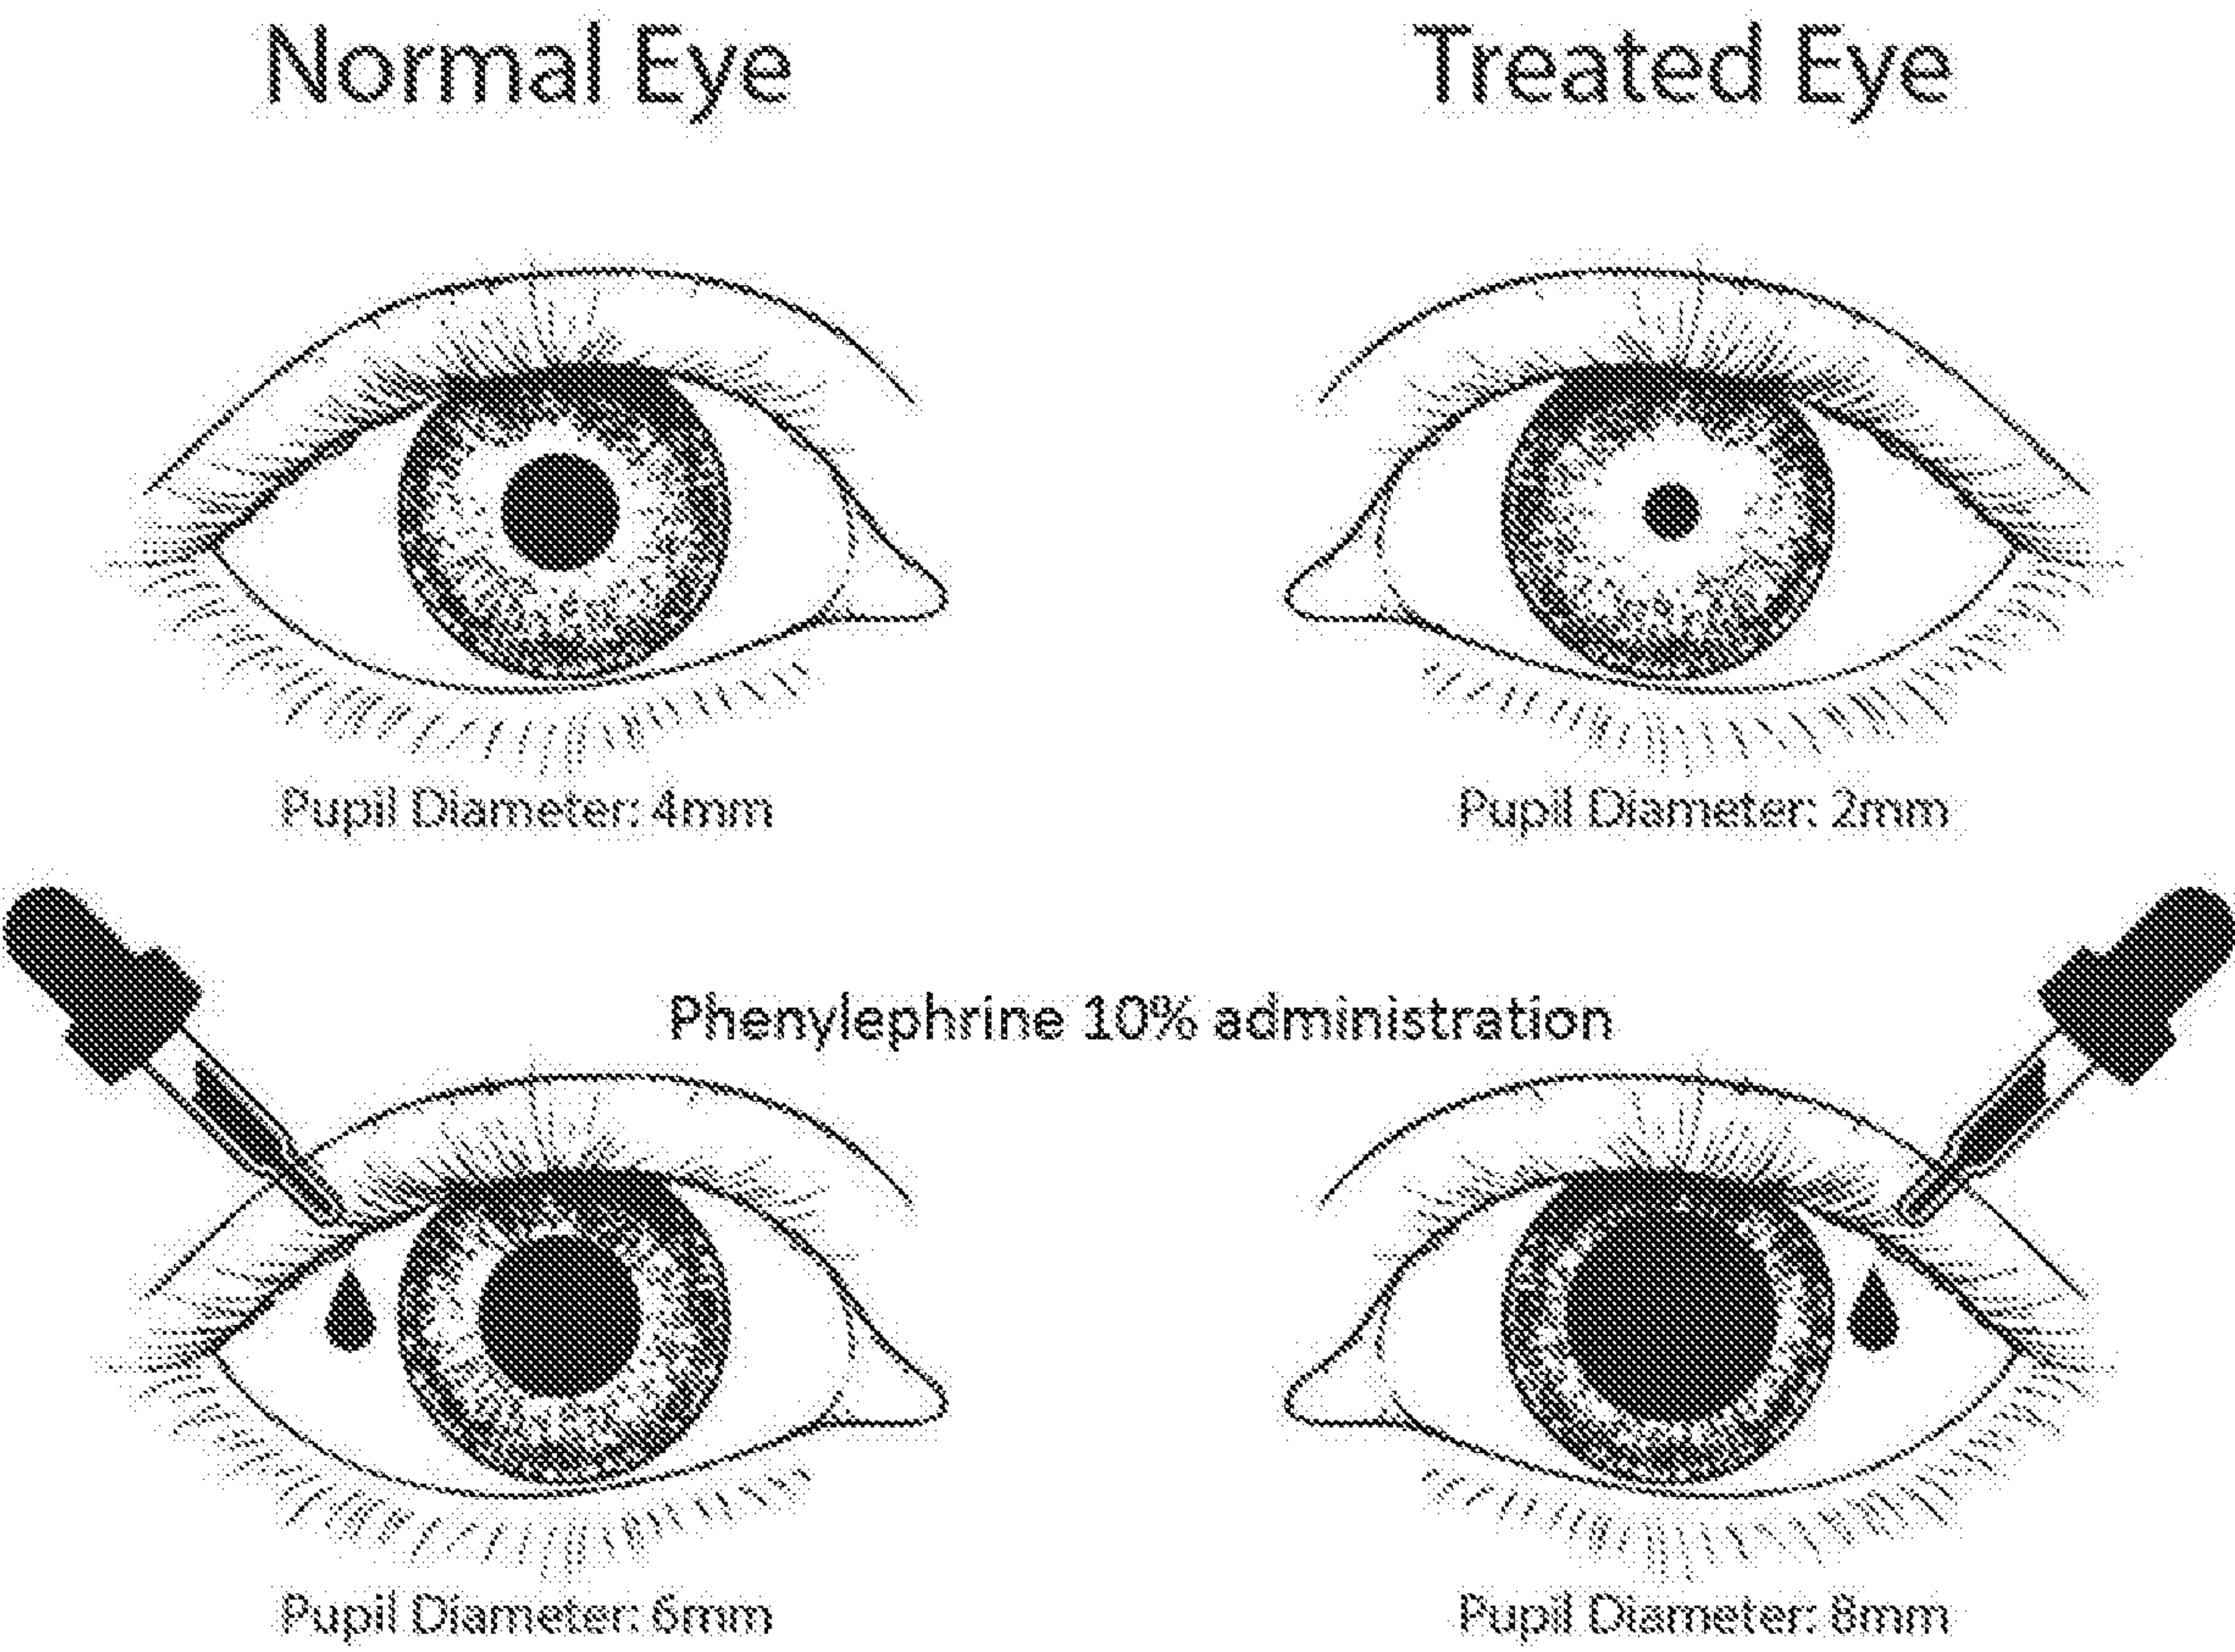 Normal Eye
Treated Eye
Pupil Diameter: 4mm
Pupil Diameter: 2mm
Phenylephrine 10% administration
Pupil Diameter: 6mm
Pupil Diameter: 8mm